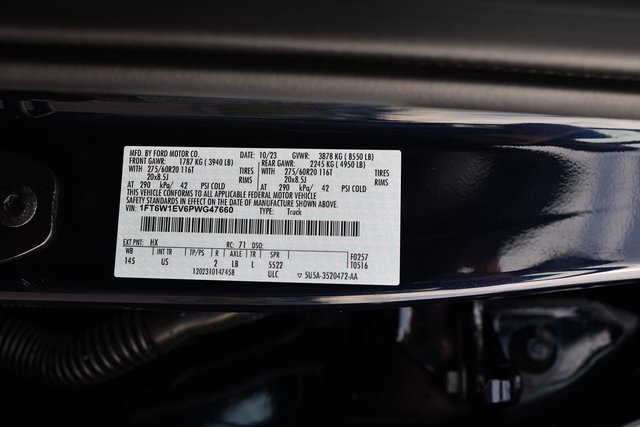 MFD. BY FORD MOTOR CO. DATE: 10/23 GVWR: 3878 KG ( 8550 LB)
FRONT GAWR: 1787 KG ( 3940 LB) REAR GAWR: 2245 KG ( 4950 LB)
WITH 275/60R20 116T TIRES WITH 275/60R20 116T TIRES
20x8.5J RIMS 20x8.5J RIMS
AT 290 kPa/ 42 PSI COLD AT 290 kPa/ 42 PSI COLD
THIS VEHICLE CONFORMS TO ALL APPLICABLE FEDERAL MOTOR VEHICLE
SAFETY STANDARDS IN EFFECT ON THE DATE OF MANUFACTURE SHOWN ABOVE.
VIN: 1FT6W1EV6PWG47660 TYPE: Truck
EXT PNT: HX RC: 71 DSO: F0257
WB INT TR TP/PS R AXLE TR SPR T0516
145 US 2 LB L 5522
1202310147458 ULC ▽ 5U5A-3520472-AA